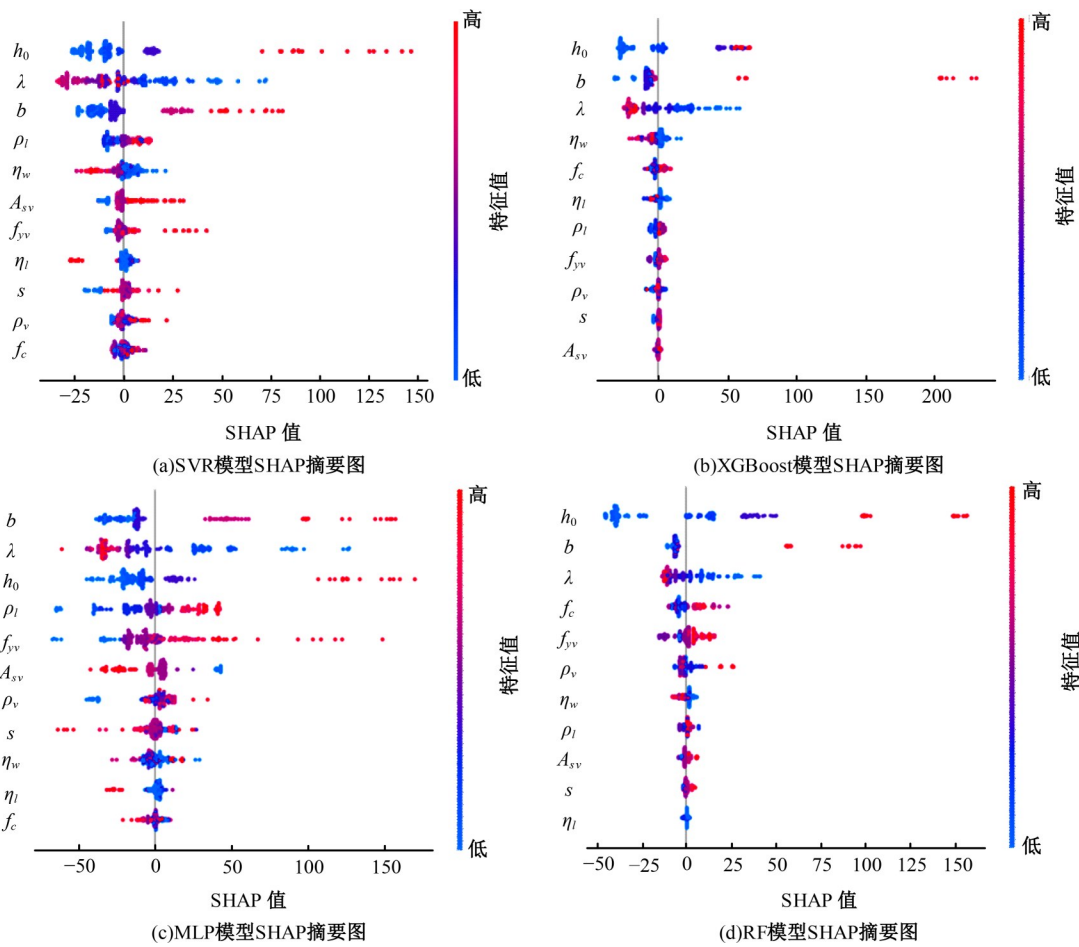 高
h0
λ
b
ρl
ηw
Asv
fyv
ηl
s
ρv
fc
特征值
低
−25 0 25 50 75 100 125 150
SHAP 值
(a)SVR模型SHAP摘要图
高
h0
b
λ
ηw
fc
ηl
ρl
fyv
ρv
s
Asv
特征值
低
0 50 100 150 200
SHAP 值
(b)XGBoost模型SHAP摘要图
高
b
λ
h0
ρl
fyv
Asv
ρv
s
ηw
ηl
fc
特征值
低
−50 0 50 100 150
SHAP 值
(c)MLP模型SHAP摘要图
高
h0
b
λ
fc
fyv
ρv
ηw
ρl
Asv
s
ηl
特征值
低
−50 −25 0 25 50 75 100 125 150
SHAP 值
(d)RF模型SHAP摘要图